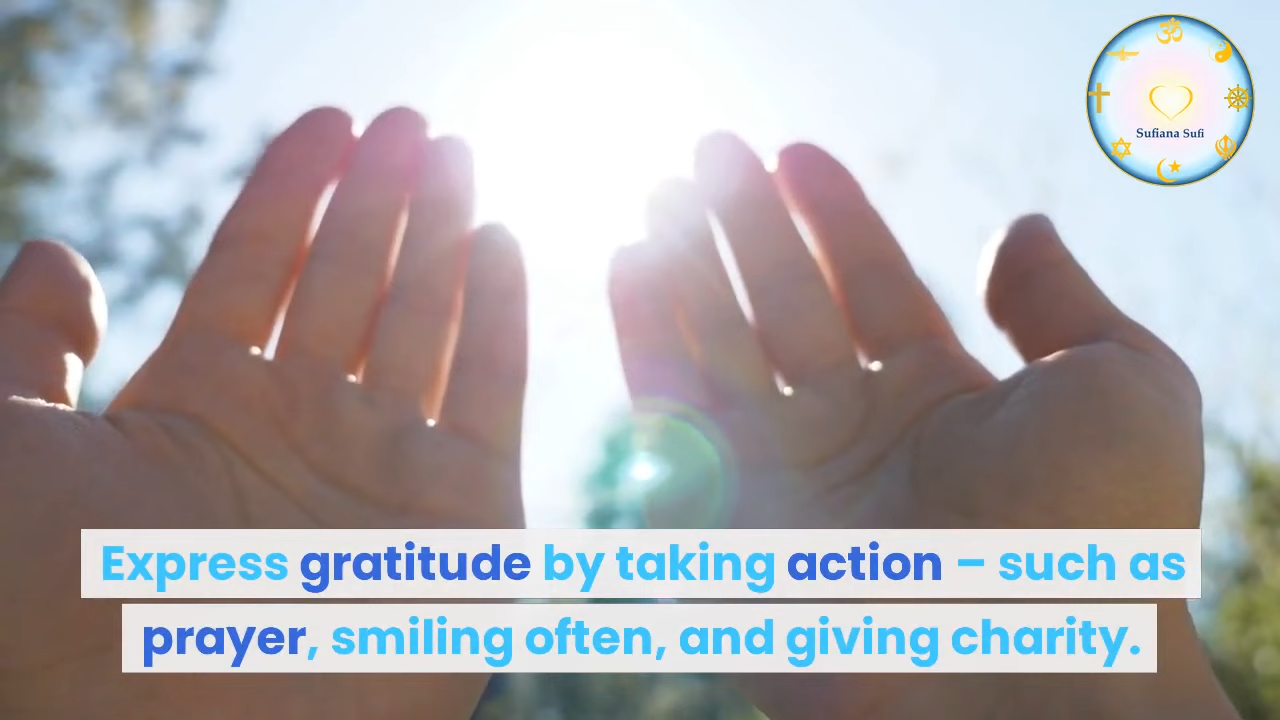 Sufiana Sufi
Express gratitude by taking action – such as
prayer, smiling often, and giving charity.